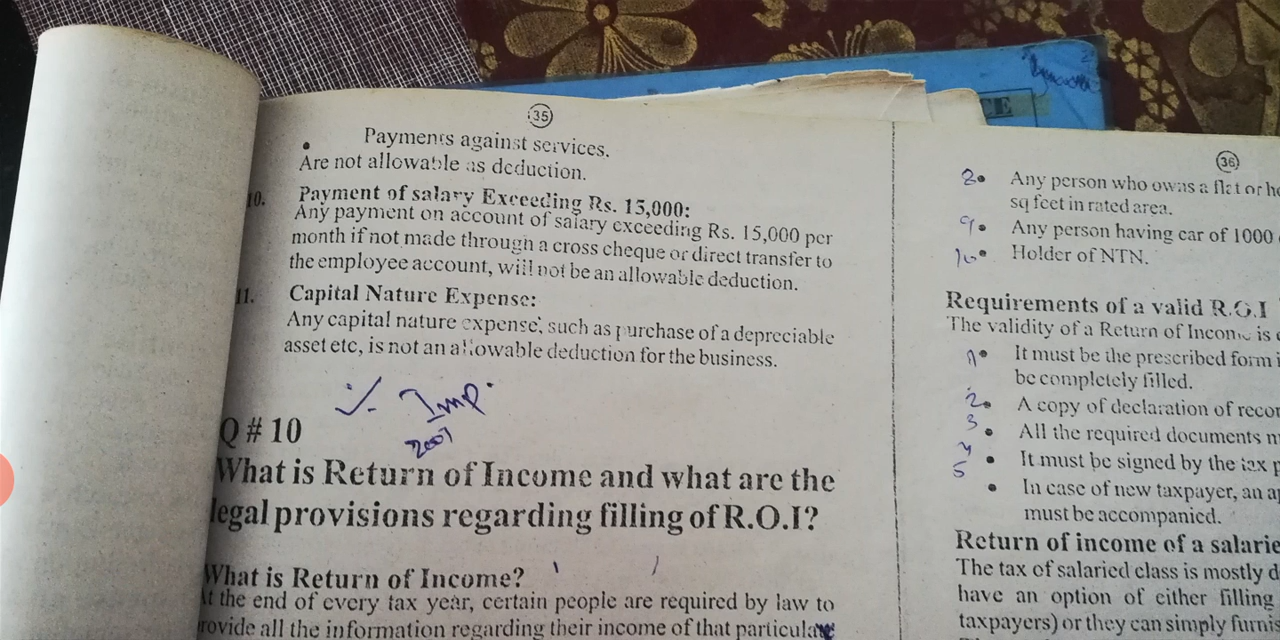 35
• Payments against services.
Are not allowable as deduction.
10. Payment of salary Exceeding Rs. 15,000:
Any payment on account of salary exceeding Rs. 15,000 per
month if not made through a cross cheque or direct transfer to
the employee account, will not be an allowable deduction.
11. Capital Nature Expense:
Any capital nature expense, such as purchase of a depreciable
asset etc, is not an allowable deduction for the business.
Imp.
2007
Q # 10
What is Return of Income and what are the
legal provisions regarding filling of R.O.I?
What is Return of Income?
At the end of every tax year, certain people are required by law to
provide all the information regarding their income of that particular
36
8• Any person who owns a flat or
sq feet in rated area.
9• Any person having car of 1000
10• Holder of NTN.
Requirements of a valid R.O.I
The validity of a Return of Income is
1• It must be the prescribed form
be completely filled.
2• A copy of declaration of
3• All the required documents
4• It must be signed by the tax
5• In case of new taxpayer, an
must be accompanied.
Return of income of a
The tax of salaried class is mostly
have an option of either filling
taxpayers) or they can simply
CE